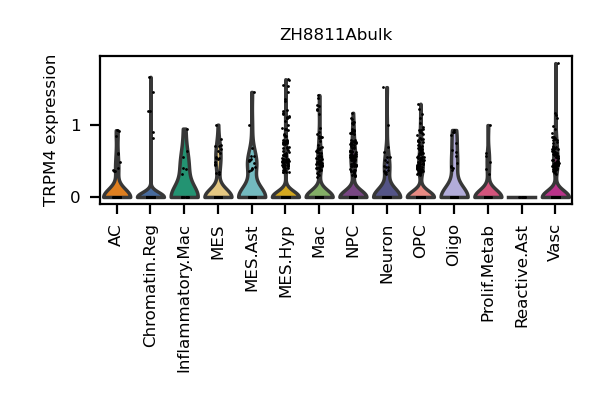 ZH8811Abulk
TRPM4 expression
1
0
AC
Chromatin.Reg
Inflammatory.Mac
MES
MES.Ast
MES.Hyp
Mac
NPC
Neuron
OPC
Oligo
Prolif.Metab
Reactive.Ast
Vasc